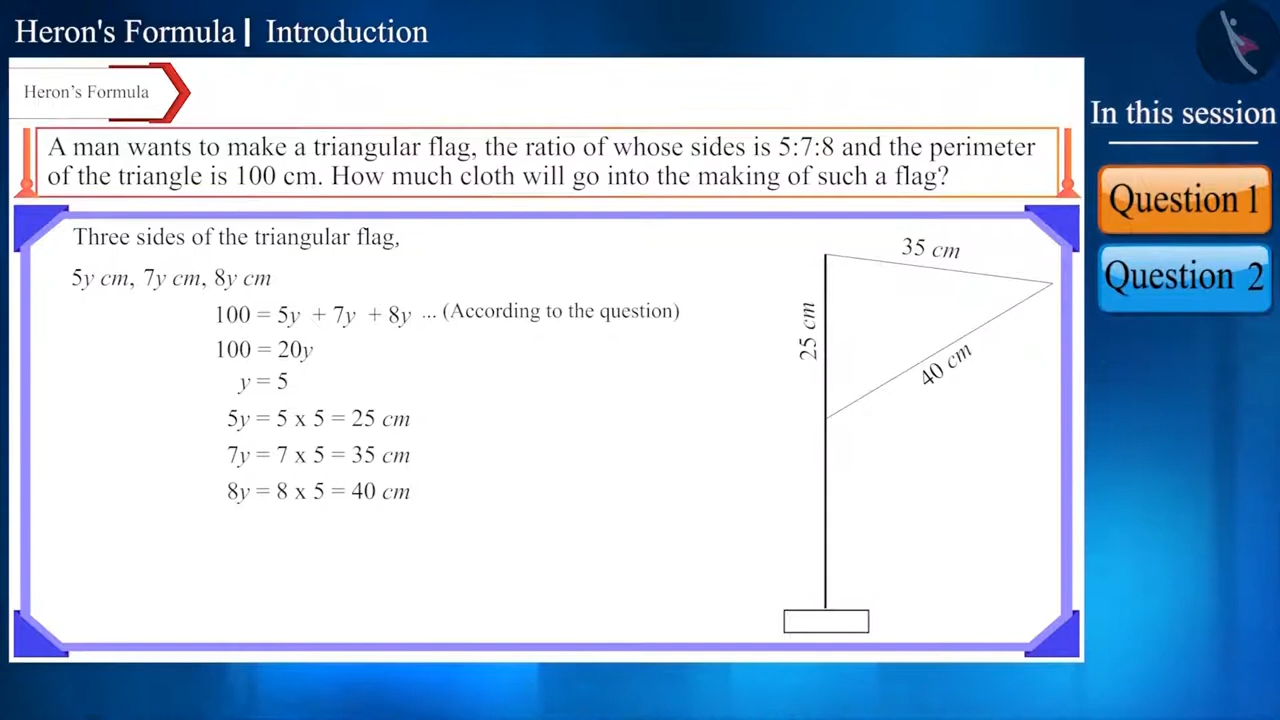 Heron's Formula | Introduction
Heron's Formula
In this session
A man wants to make a triangular flag, the ratio of whose sides is 5:7:8 and the perimeter
of the triangle is 100 cm. How much cloth will go into the making of such a flag?
Question 1
Question 2
Three sides of the triangular flag,
5y cm, 7y cm, 8y cm
100 = 5y + 7y + 8y ... (According to the question)
100 = 20y
y = 5
5y = 5 x 5 = 25 cm
7y = 7 x 5 = 35 cm
8y = 8 x 5 = 40 cm
35 cm
25 cm
40 cm